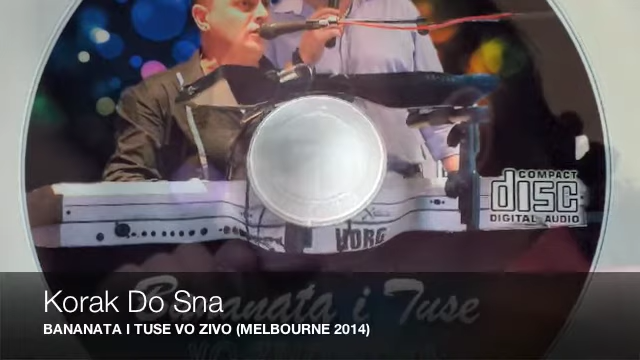 COMPACT
disc
DIGITAL AUDIO
KORG
Bananata i Tuse
Korak Do Sna
BANANATA I TUSE VO ZIVO (MELBOURNE 2014)